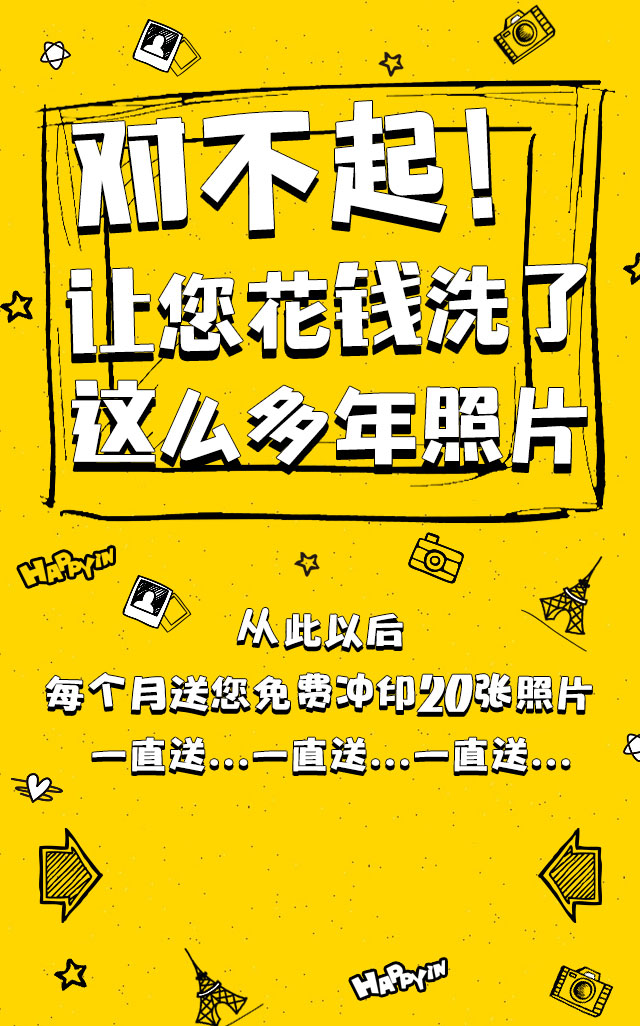 对不起！
让您花钱洗了
这么多年照片
HAPPYIN
从此以后
每个月送您免费冲印20张照片
一直送...一直送...一直送...
HAPPYIN